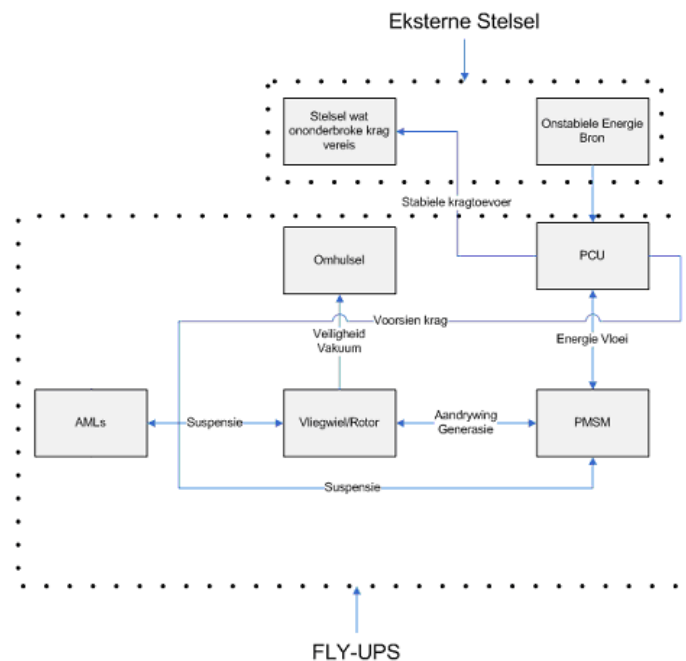 Eksterne Stelsel
Stelsel wat
ononderbroke krag
vereis
Onstabiele Energie
Bron
Stabiele kragtoevoer
Omhulsel
PCU
Voorsien krag
Veiligheid
Vakuum
Energie Vloei
AMLs
Suspensie
Vliegwiel/Rotor
Aandrywing
Generasie
PMSM
Suspensie
FLY-UPS